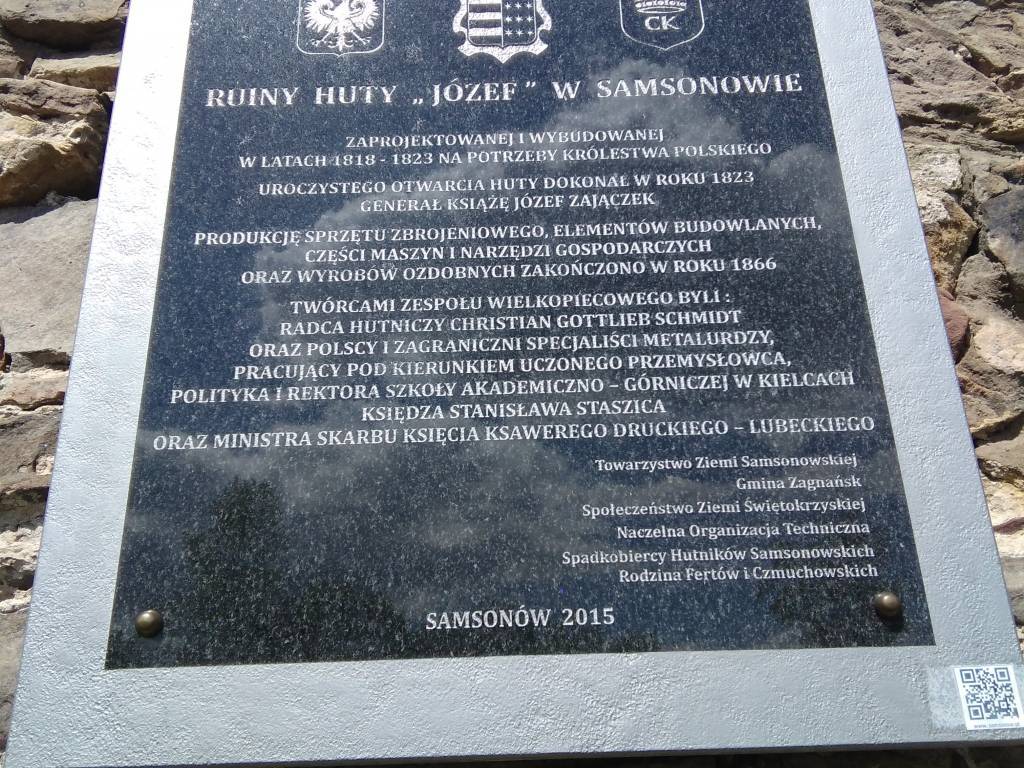 CK
RUINY HUTY „JÓZEF” W SAMSONOWIE
ZAPROJEKTOWANEJ I WYBUDOWANEJ
W LATACH 1818 - 1823 NA POTRZEBY KRÓLESTWA POLSKIEGO
UROCZYSTEGO OTWARCIA HUTY DOKONAŁ W ROKU 1823
GENERAŁ KSIĄŻĘ JÓZEF ZAJĄCZEK
PRODUKCJĘ SPRZĘTU ZBROJENIOWEGO, ELEMENTÓW BUDOWLANYCH,
CZĘŚCI MASZYN I NARZĘDZI GOSPODARCZYCH
ORAZ WYROBÓW OZDOBNYCH ZAKOŃCZONO W ROKU 1866
TWÓRCAMI ZESPOŁU WIELKOPIECOWEGO BYLI :
RADCA HUTNICZY CHRISTIAN GOTTLIEB SCHMIDT
ORAZ POLSCY I ZAGRANICZNI SPECJALIŚCI METALURDZY,
PRACUJĄCY POD KIERUNKIEM UCZONEGO PRZEMYSŁOWCA,
POLITYKA I REKTORA SZKOŁY AKADEMICZNO – GÓRNICZEJ W KIELCACH
KSIĘDZA STANISŁAWA STASZICA
ORAZ MINISTRA SKARBU KSIĘCIA KSAWEREGO DRUCKIEGO – LUBECKIEGO
Towarzystwo Ziemi Samsonowskiej
Gmina Zagnańsk
Społeczeństwo Ziemi Świętokrzyskiej
Naczelna Organizacja Techniczna
Spadkobiercy Hutników Samsonowskich
Rodzina Fertów i Czmuchowskich
SAMSONÓW 2015